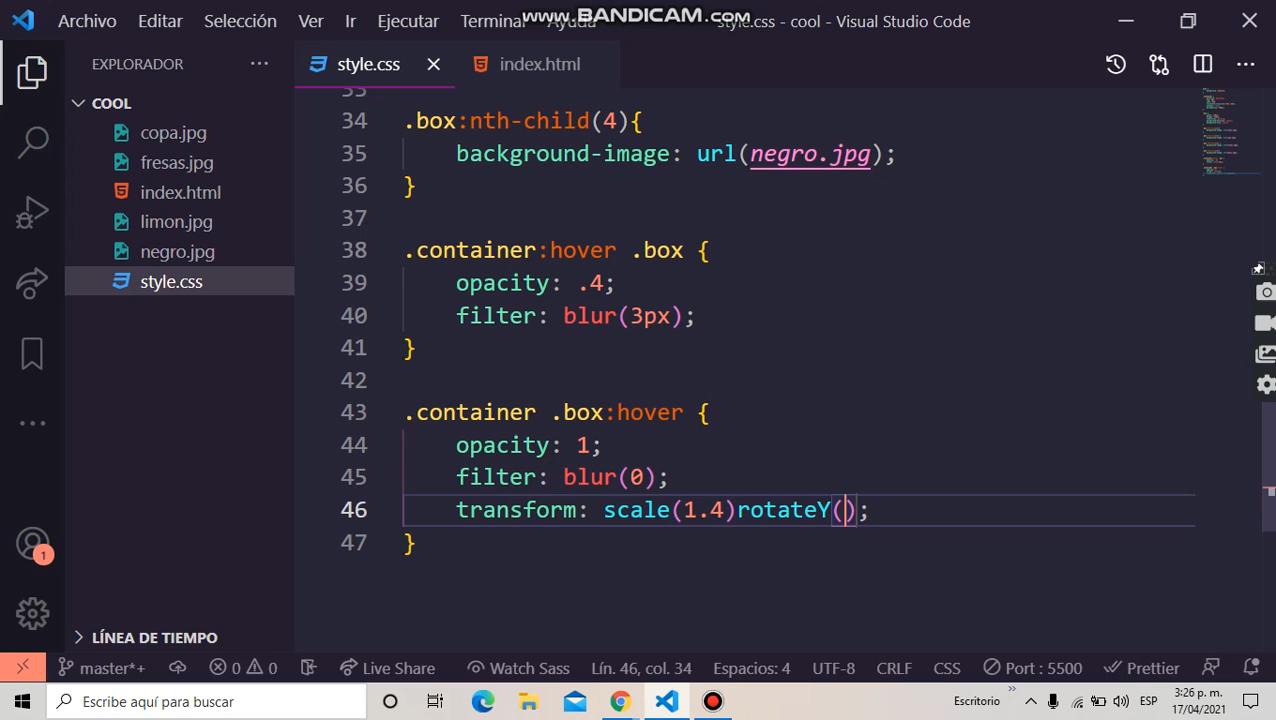 Archivo Editar Selección Ver Ir Ejecutar Terminal Ayuda style.css - cool - Visual Studio Code
www.BANDICAM.com
EXPLORADOR ···
style.css
index.html
COOL
copa.jpg
fresas.jpg
index.html
limon.jpg
negro.jpg
style.css
33
34 .box:nth-child(4){
35 background-image: url(negro.jpg);
36 }
37
38 .container:hover .box {
39 opacity: .4;
40 filter: blur(3px);
41 }
42
43 .container .box:hover {
44 opacity: 1;
45 filter: blur(0);
46 transform: scale(1.4)rotateY();
47 }
1
LÍNEA DE TIEMPO
master*+ 0 0 Live Share Watch Sass Lín. 46, col. 34 Espacios: 4 UTF-8 CRLF CSS Port : 5500 Prettier
Escribe aquí para buscar
Escritorio
ESP
3:26 p. m.
17/04/2021